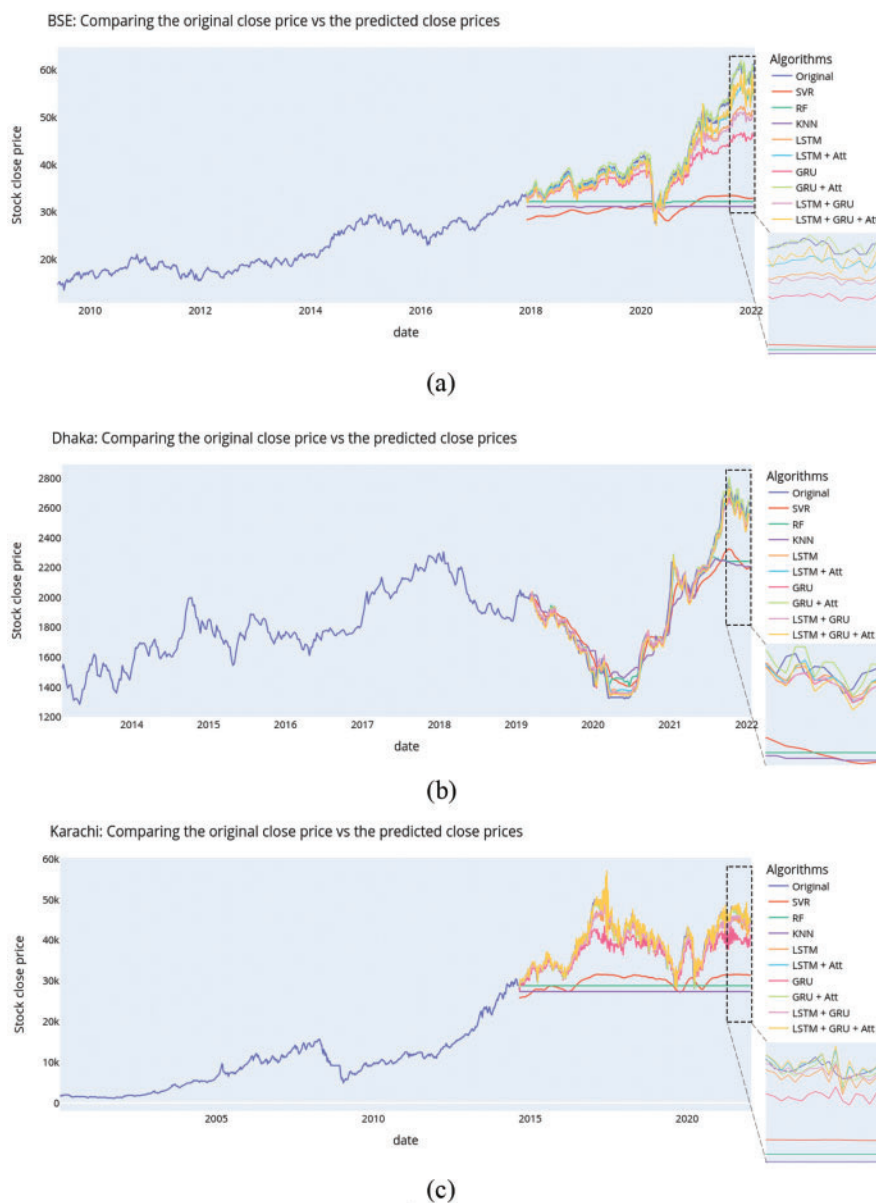 BSE: Comparing the original close price vs the predicted close prices
Stock close price
60k
50k
40k
30k
20k
2010
2012
2014
2016
2018
2020
2022
date
Algorithms
Original
SVR
RF
KNN
LSTM
LSTM + Att
GRU
GRU + Att
LSTM + GRU
LSTM + GRU + Att
(a)
Dhaka: Comparing the original close price vs the predicted close prices
Stock close price
2800
2600
2400
2200
2000
1800
1600
1400
1200
2014
2015
2016
2017
2018
2019
2020
2021
2022
date
Algorithms
Original
SVR
RF
KNN
LSTM
LSTM + Att
GRU
GRU + Att
LSTM + GRU
LSTM + GRU + Att
(b)
Karachi: Comparing the original close price vs the predicted close prices
Stock close price
60k
50k
40k
30k
20k
10k
0
2005
2010
2015
2020
date
Algorithms
Original
SVR
RF
KNN
LSTM
LSTM + Att
GRU
GRU + Att
LSTM + GRU
LSTM + GRU + Att
(c)